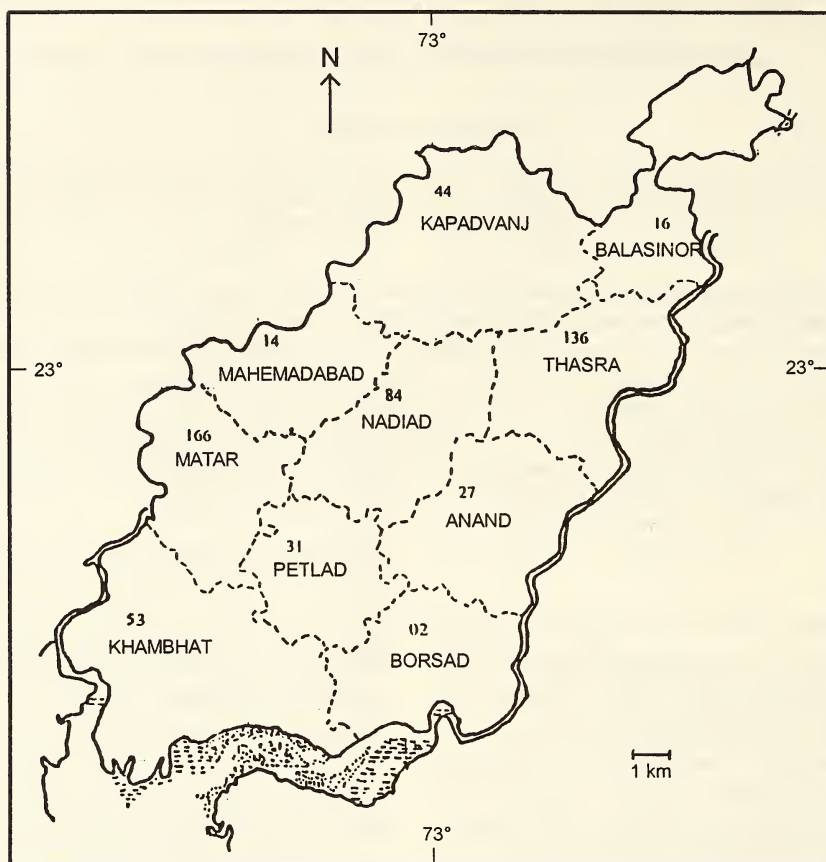 73°
N
44
KAPADVANJ
16
BALASINOR
136
THASRA
14
MAHEMADABAD
23°
23°
84
NADIAD
166
MATAR
27
ANAND
31
PETLAD
53
KHAMBHAT
02
BORSAD
1 km
73°